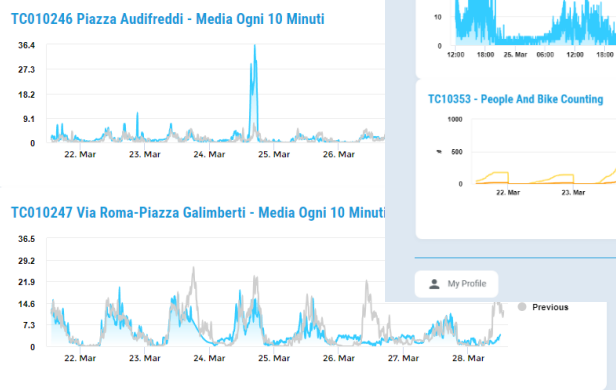 TC010246 Piazza Audifreddi - Media Ogni 10 Minuti
36.4
27.3
18.2
9.1
0
22. Mar 23. Mar 24. Mar 25. Mar 26. Mar
10
0
12:00 18:00 25. Mar 06:00 12:00 18:00
TC10353 - People And Bike Counting
1000
500
0
22. Mar 23. Mar
TC010247 Via Roma-Piazza Galimberti - Media Ogni 10 Minuti
36.5
29.2
21.9
14.6
7.3
0
22. Mar 23. Mar 24. Mar 25. Mar 26. Mar 27. Mar 28. Mar
My Profile
Previous